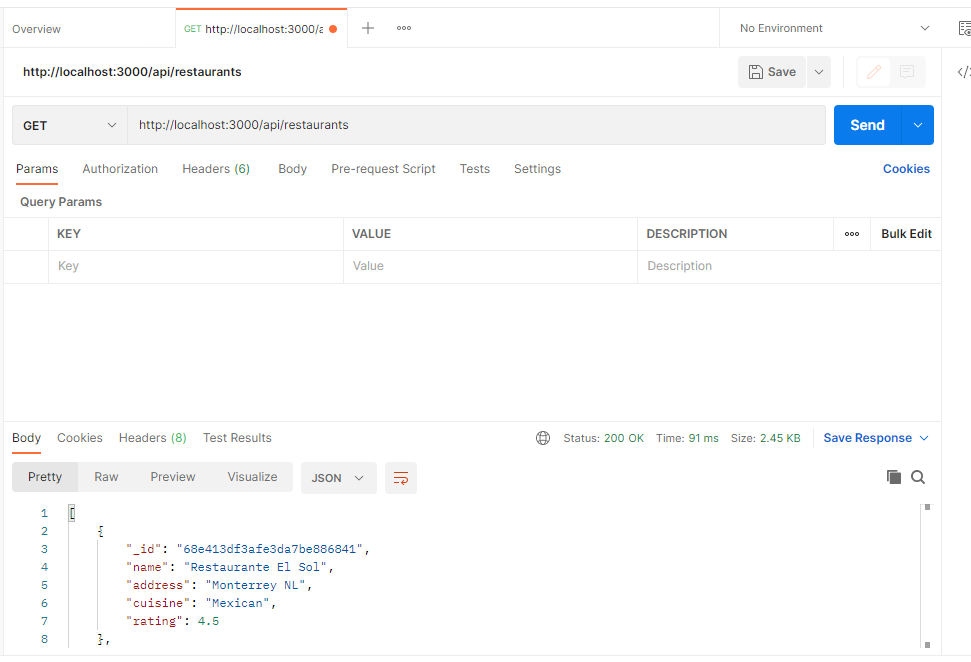 Overview GET http://localhost:3000/a No Environment
http://localhost:3000/api/restaurants Save
GET http://localhost:3000/api/restaurants Send
Params Authorization Headers (6) Body Pre-request Script Tests Settings Cookies
Query Params
KEY VALUE DESCRIPTION Bulk Edit
Key Value Description
Body Cookies Headers (8) Test Results Status: 200 OK Time: 91 ms Size: 2.45 KB Save Response
Pretty Raw Preview Visualize JSON
1 [
2 {
3 "_id": "68e413df3afe3da7be886841",
4 "name": "Restaurante El Sol",
5 "address": "Monterrey NL",
6 "cuisine": "Mexican",
7 "rating": 4.5
8 },